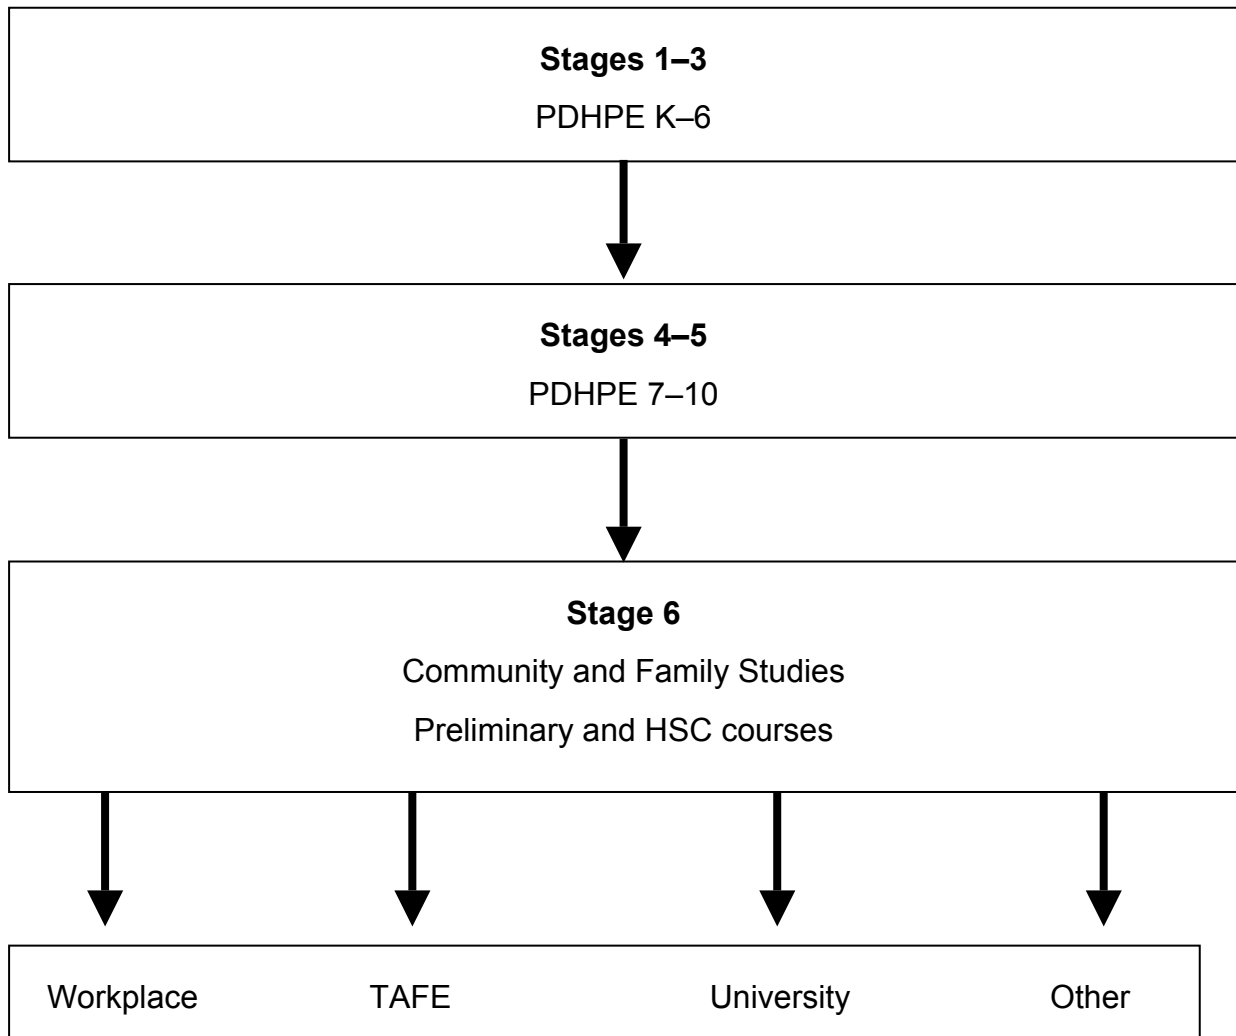 Stages 1–3
PDHPE K–6
Stages 4–5
PDHPE 7–10
Stage 6
Community and Family Studies
Preliminary and HSC courses
Workplace TAFE University Other